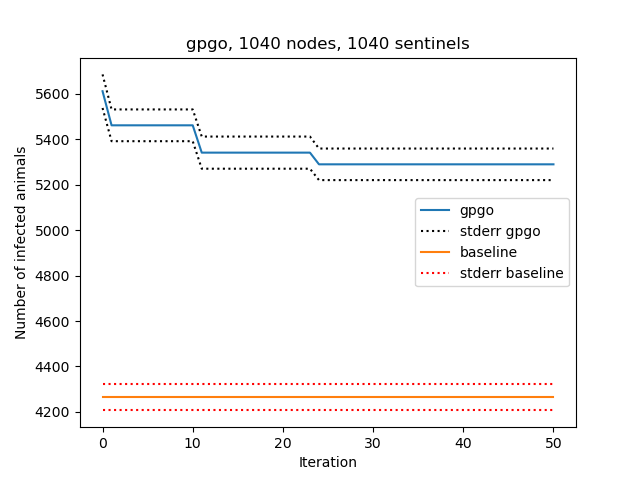 gpgo, 1040 nodes, 1040 sentinels
Number of infected animals
5600
5400
5200
5000
4800
4600
4400
4200
gpgo
stderr gpgo
baseline
stderr baseline
0 10 20 30 40 50
Iteration